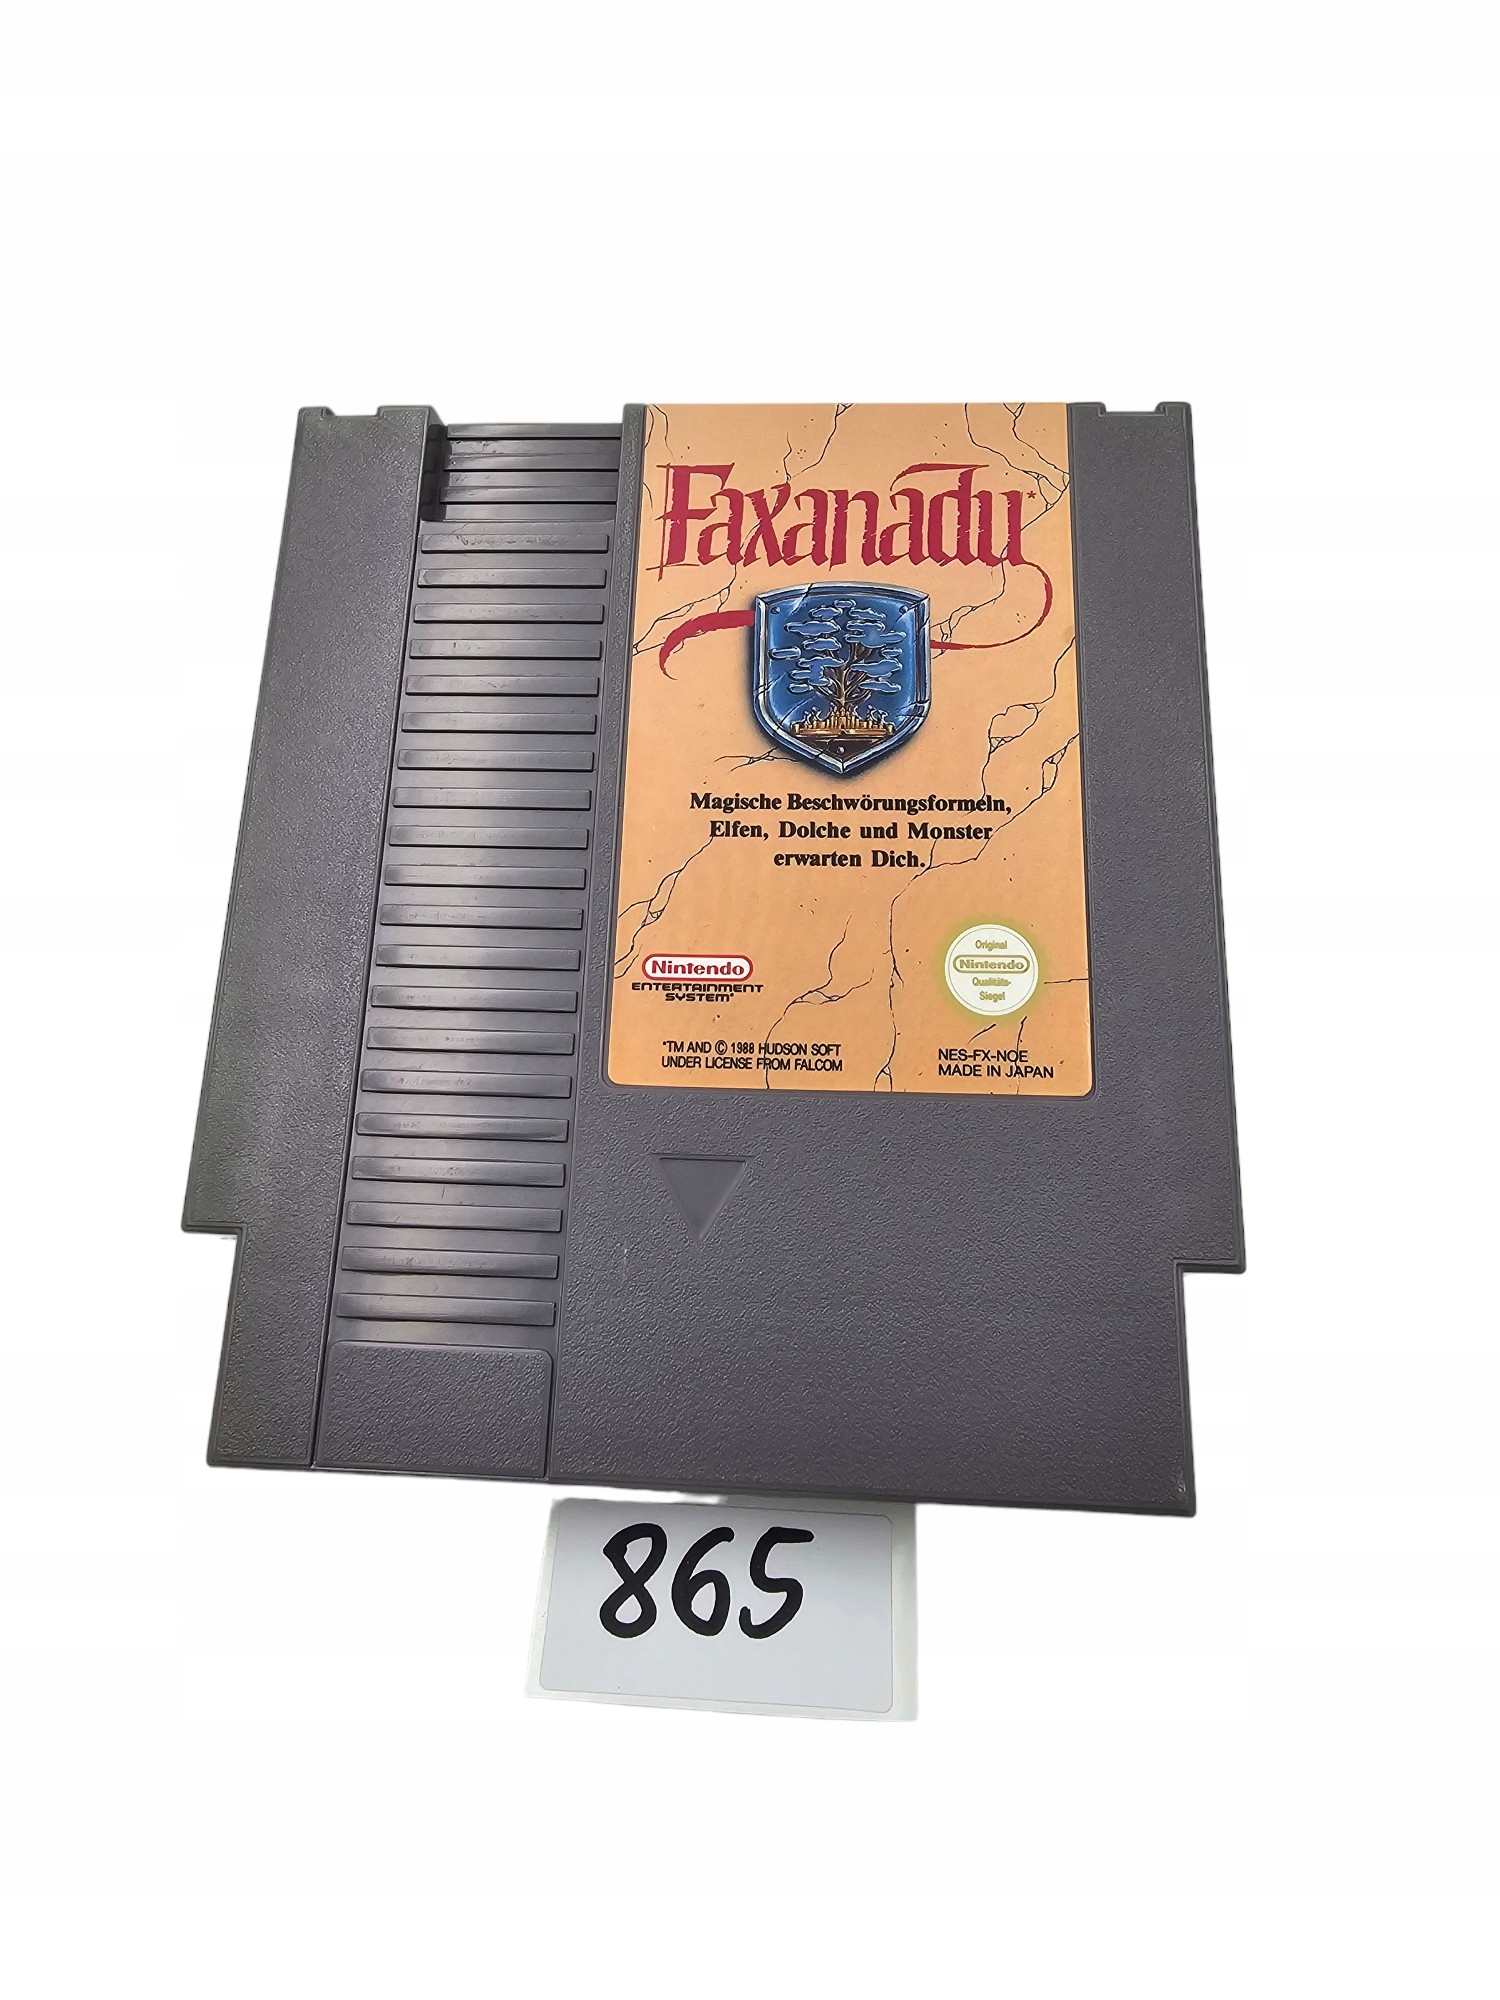 Faxanadu*
Magische Beschwörungsformeln,
Elfen, Dolche und Monster
erwarten Dich.
Nintendo
ENTERTAINMENT
SYSTEM*
Original
Nintendo
Qualitäts-
Siegel
*TM AND © 1988 HUDSON SOFT
UNDER LICENSE FROM FALCOM
NES-FX-NOE
MADE IN JAPAN
865